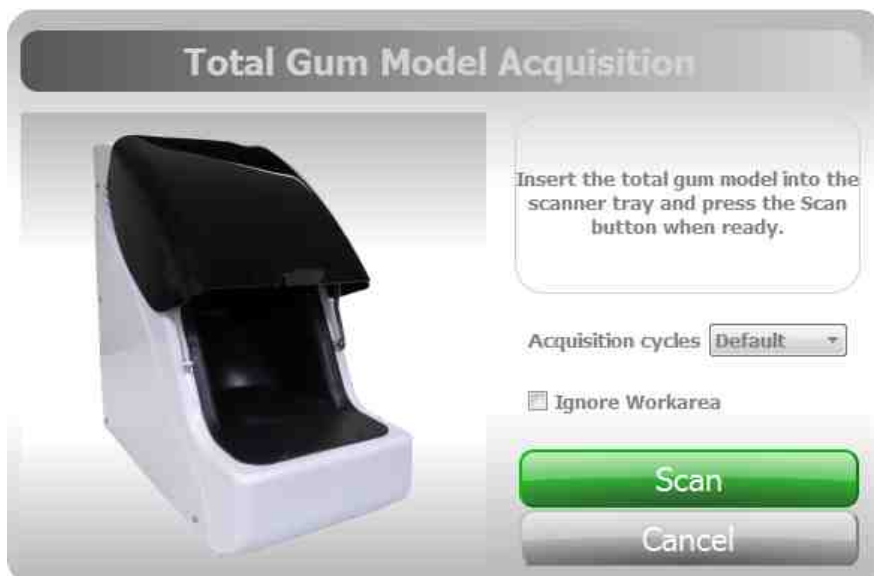 Total Gum Model Acquisition
Insert the total gum model into the
scanner tray and press the Scan
button when ready.
Acquisition cycles Default
Ignore Workarea
Scan
Cancel